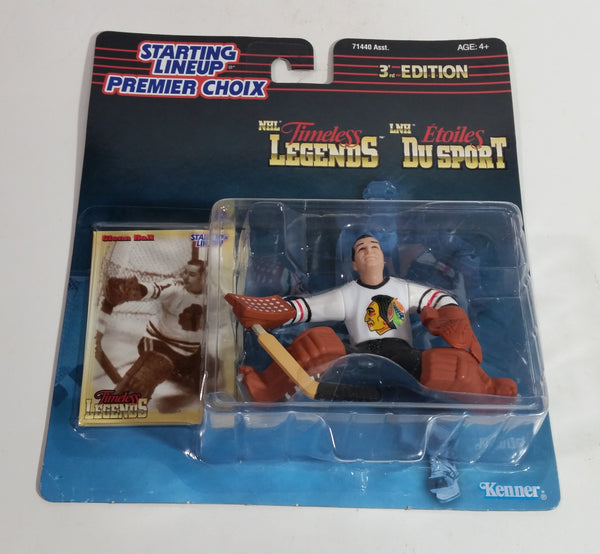 STARTING
LINEUP
PREMIER CHOIX
71440 Asst.
AGE: 4+
3rd EDITION
NHL Timeless
LEGENDS™
LNH Étoiles
DU SPORT
Glenn Hall
STARTING
LINEUP
Timeless
LEGENDS
Kenner®